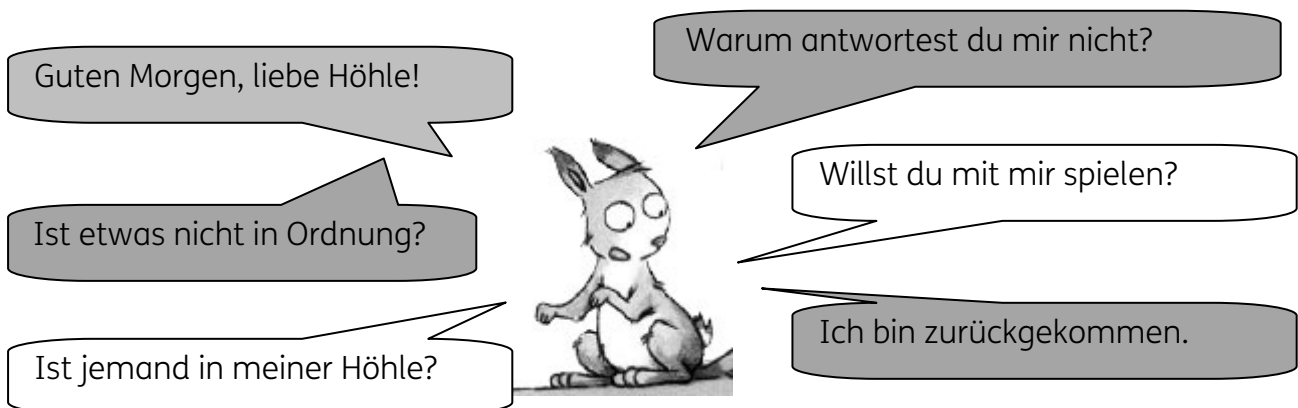 Guten Morgen, liebe Höhle!
Warum antwortest du mir nicht?
Willst du mit mir spielen?
Ist etwas nicht in Ordnung?
Ich bin zurückgekommen.
Ist jemand in meiner Höhle?